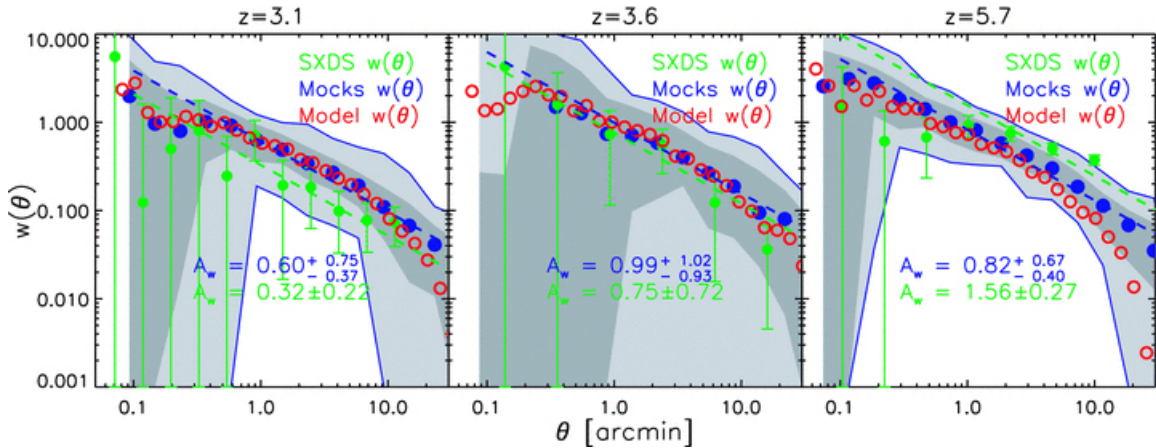 z=3.1 z=3.6 z=5.7
10.000
1.000
0.100
0.010
0.001
w(θ)
SXDS w(θ)
Mocks w(θ)
Model w(θ)
A_w = 0.60 + 0.75 - 0.37
A_w = 0.32±0.22
SXDS w(θ)
Mocks w(θ)
Model w(θ)
A_w = 0.99 + 1.02 - 0.93
A_w = 0.75±0.72
SXDS w(θ)
Mocks w(θ)
Model w(θ)
A_w = 0.82 + 0.67 - 0.40
A_w = 1.56±0.27
0.1 1.0 10.0 0.1 1.0 10.0 0.1 1.0 10.0
θ [arcmin]